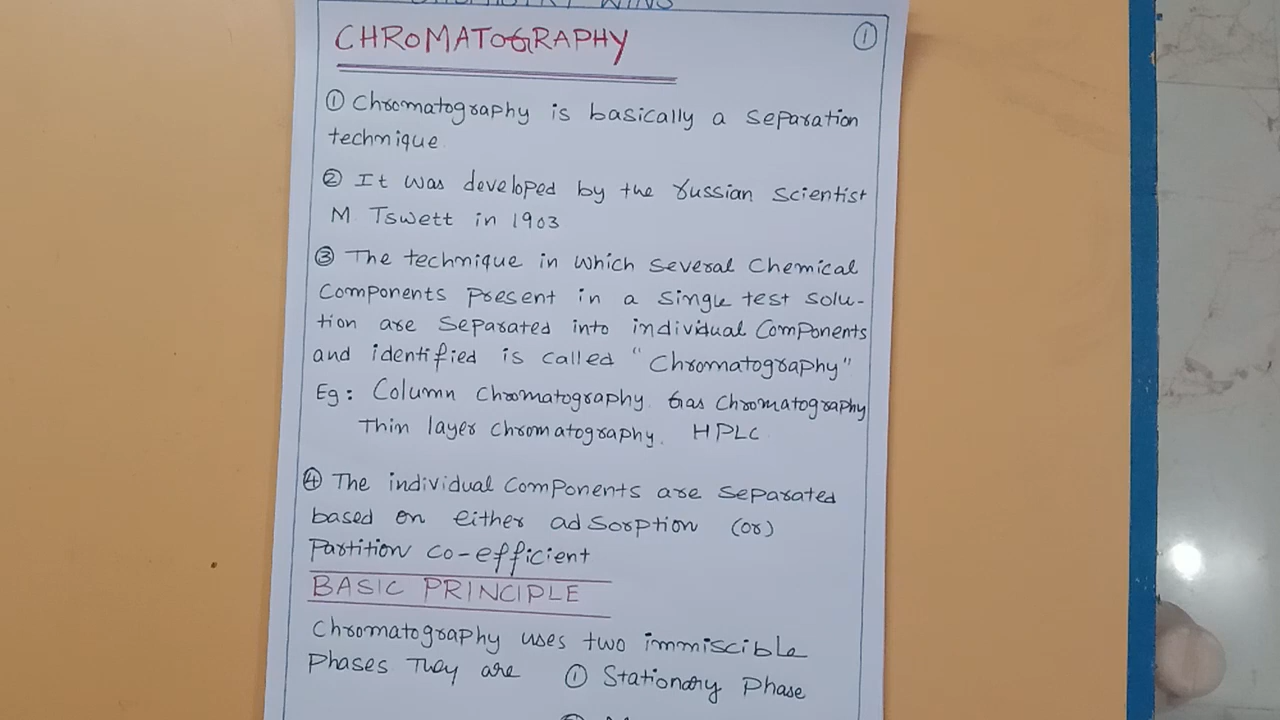 CHROMATOGRAPHY
①
① Chromatography is basically a separation
technique.
② It was developed by the russian scientist
M. Tswett in 1903
③ The technique in which several chemical
components present in a single test solu-
tion are separated into individual components
and identified is called "Chromatography"
Eg: Column chromatography. Gas chromatography
Thin layer chromatography. HPLC
④ The individual components are separated
based on either adsorption (or)
Partition co-efficient
BASIC PRINCIPLE
Chromatography uses two immiscible
Phases They are ① Stationary Phase